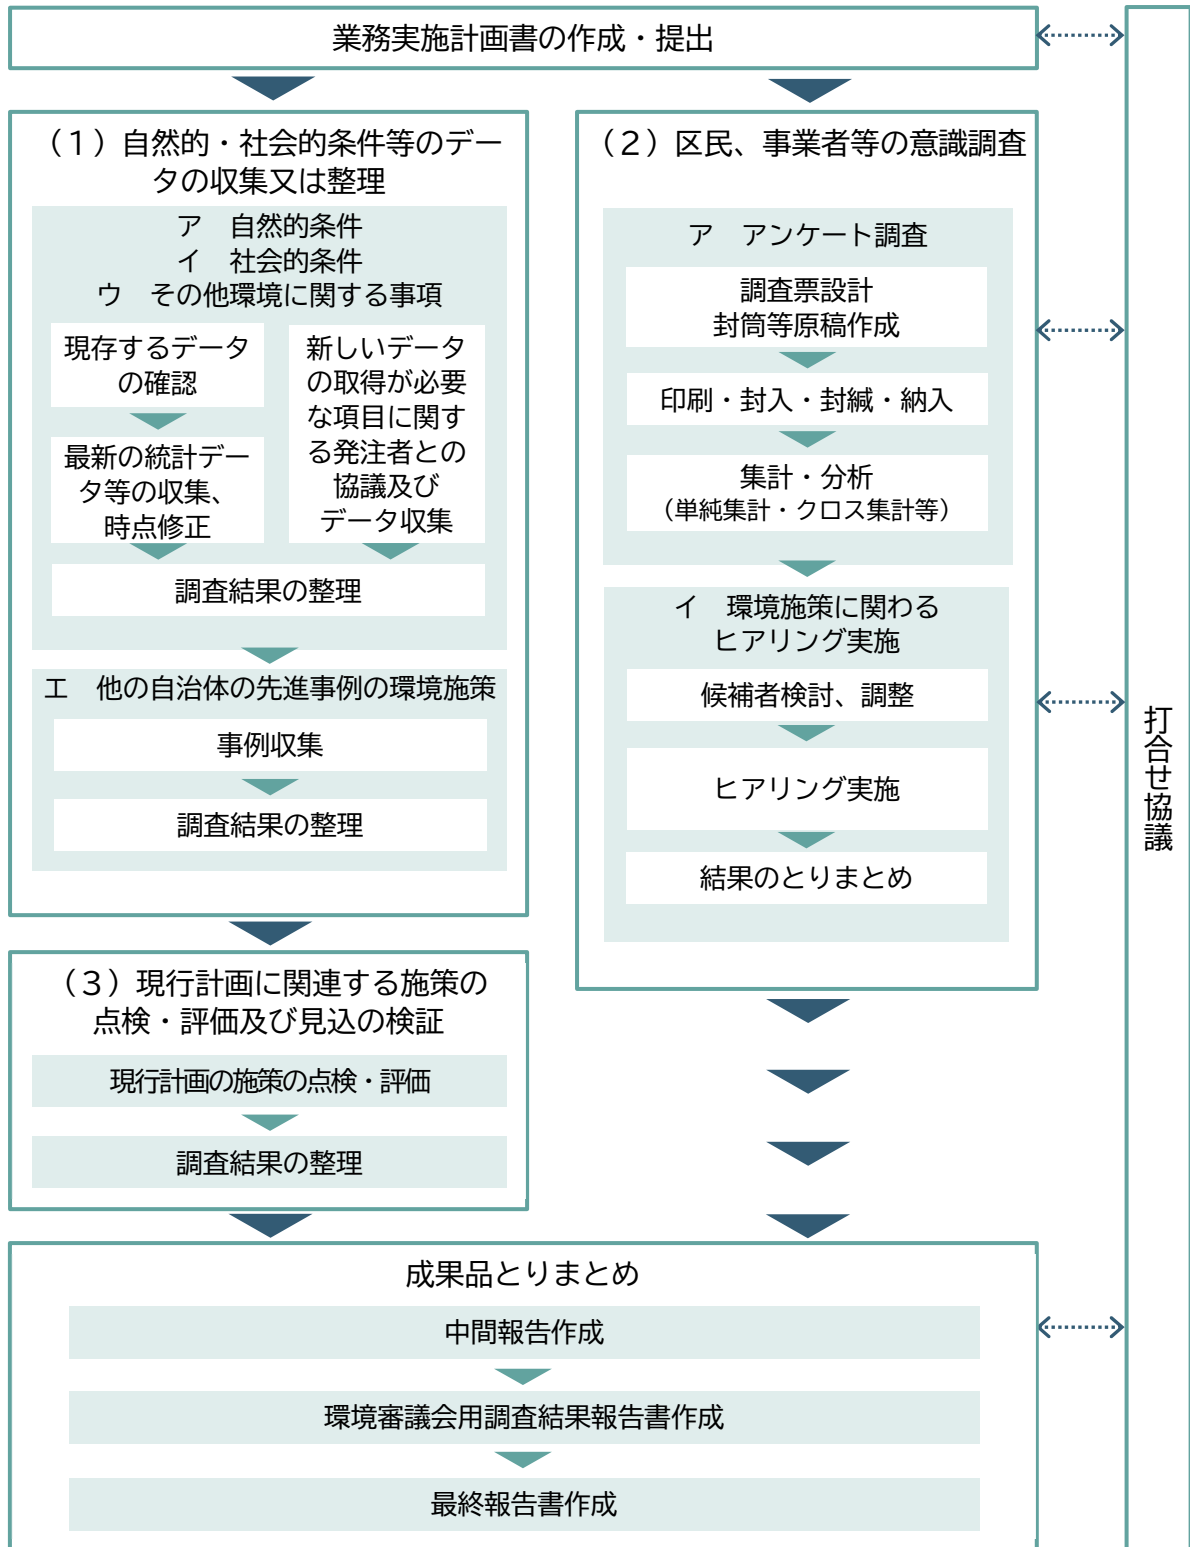 業務実施計画書の作成・提出
（１）自然的・社会的条件等のデー
タの収集又は整理
ア　自然的条件
イ　社会的条件
ウ　その他環境に関する事項
現存するデータ
の確認
最新の統計デー
タ等の収集、
時点修正
新しいデータ
の取得が必要
な項目に関す
る発注者との
協議及び
データ収集
調査結果の整理
エ　他の自治体の先進事例の環境施策
事例収集
調査結果の整理
（２）区民、事業者等の意識調査
ア　アンケート調査
調査票設計
封筒等原稿作成
印刷・封入・封緘・納入
集計・分析
（単純集計・クロス集計等）
イ　環境施策に関わる
ヒアリング実施
候補者検討、調整
ヒアリング実施
結果のとりまとめ
（３）現行計画に関連する施策の
点検・評価及び見込の検証
現行計画の施策の点検・評価
調査結果の整理
成果品とりまとめ
中間報告作成
環境審議会用調査結果報告書作成
最終報告書作成
打合せ協議